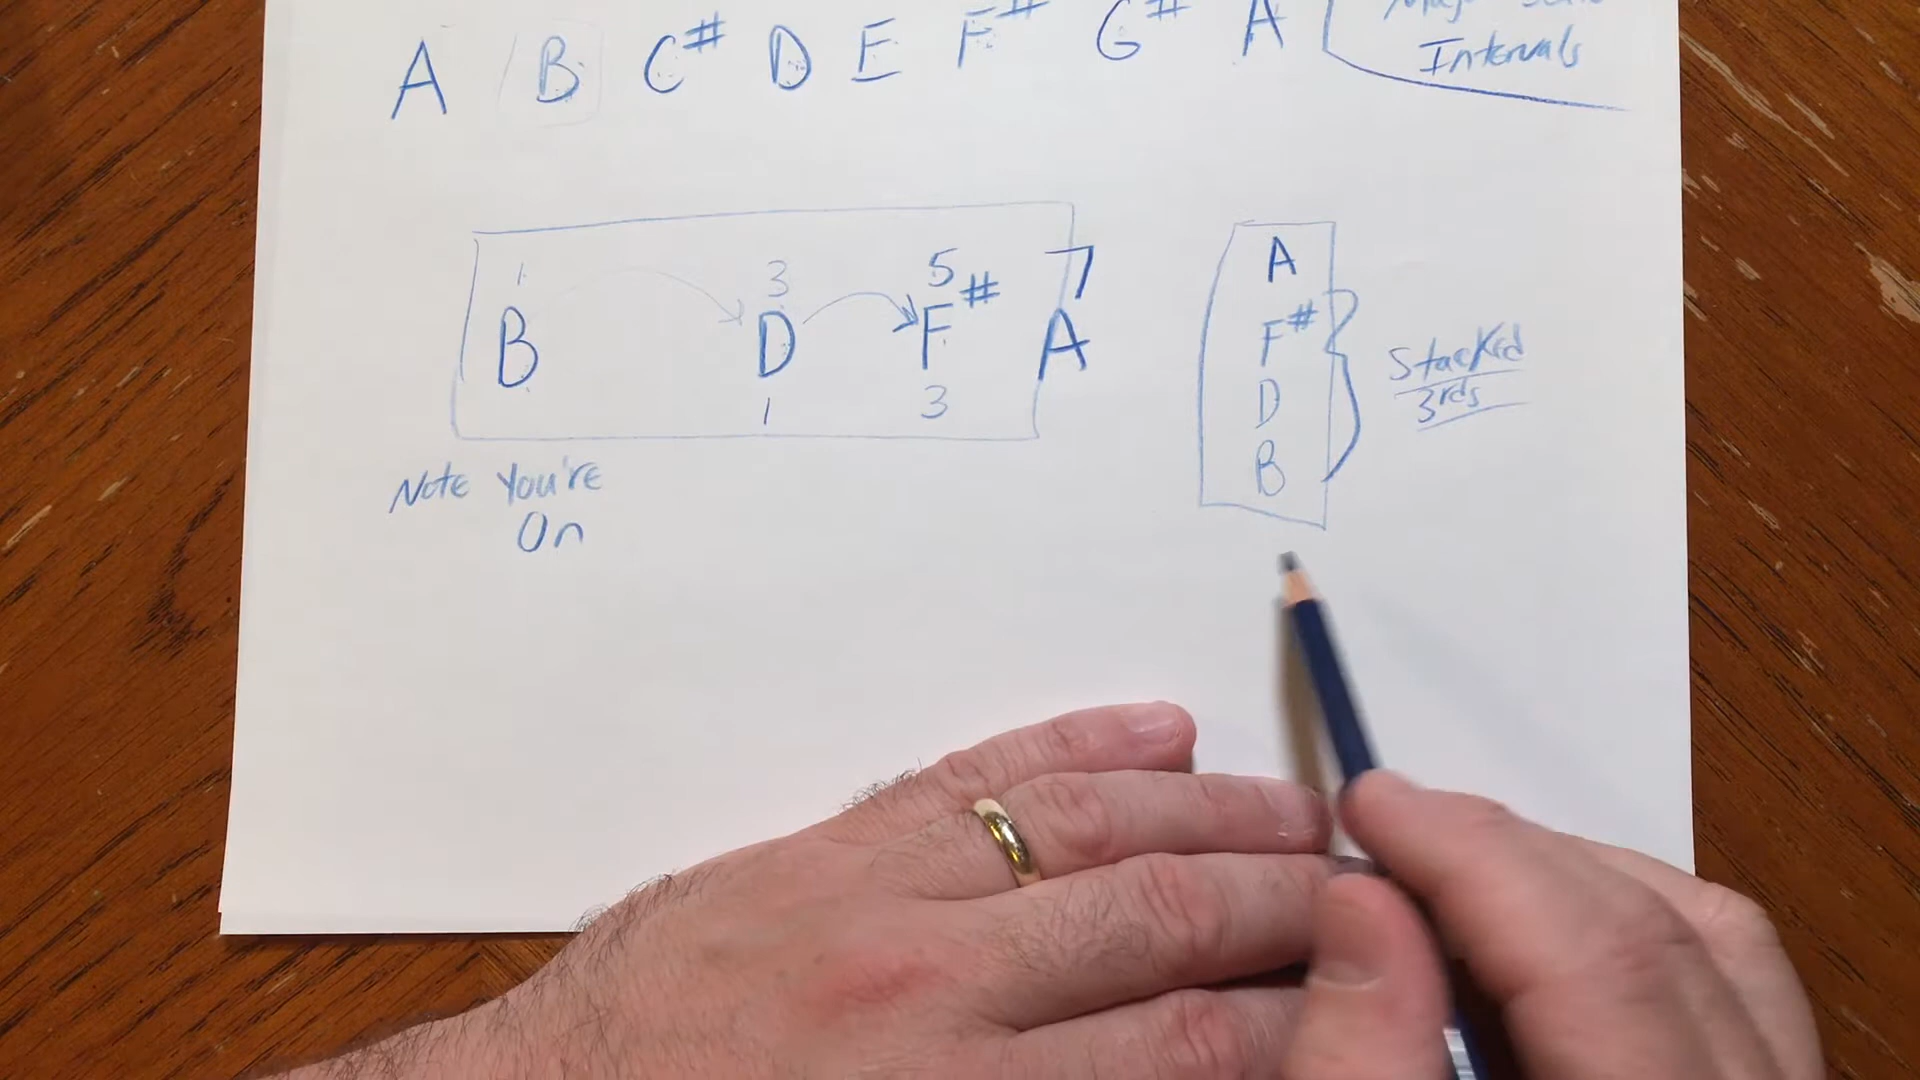 A B C# D E F# G# A
Intervals
1 3 5 7
B D F# A
1 3
A
F#
D
B
Stacked
3rds
Note You're
On